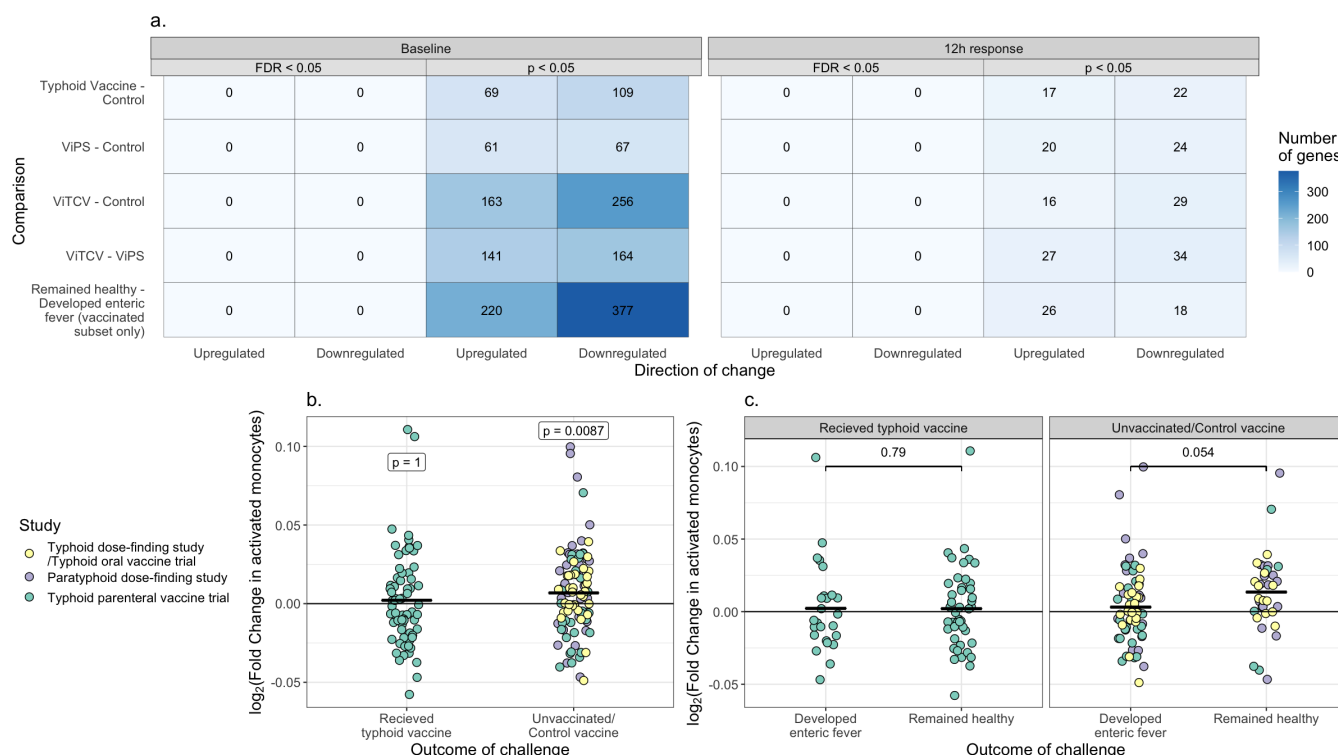 a.
Baseline
12h response
FDR < 0.05
p < 0.05
FDR < 0.05
p < 0.05
Comparison
Typhoid Vaccine -
Control
0 0 69 109 0 0 17 22
ViPS - Control
0 0 61 67 0 0 20 24
ViTCV - Control
0 0 163 256 0 0 16 29
ViTCV - ViPS
0 0 141 164 0 0 27 34
Remained healthy -
Developed enteric
fever (vaccinated
subset only)
0 0 220 377 0 0 26 18
Upregulated Downregulated Upregulated Downregulated Upregulated Downregulated Upregulated Downregulated
Direction of change
Number
of genes
300
200
100
0
b.
log2(Fold Change in activated monocytes)
0.10
0.05
0.00
-0.05
p = 1
p = 0.0087
Recieved
typhoid vaccine
Unvaccinated/
Control vaccine
Outcome of challenge
Study
Typhoid dose-finding study
/Typhoid oral vaccine trial
Paratyphoid dose-finding study
Typhoid parenteral vaccine trial
c.
log2(Fold Change in activated monocytes)
Recieved typhoid vaccine
Unvaccinated/Control vaccine
0.10
0.05
0.00
-0.05
0.79
0.054
Developed
enteric fever
Remained healthy
Developed
enteric fever
Remained healthy
Outcome of challenge